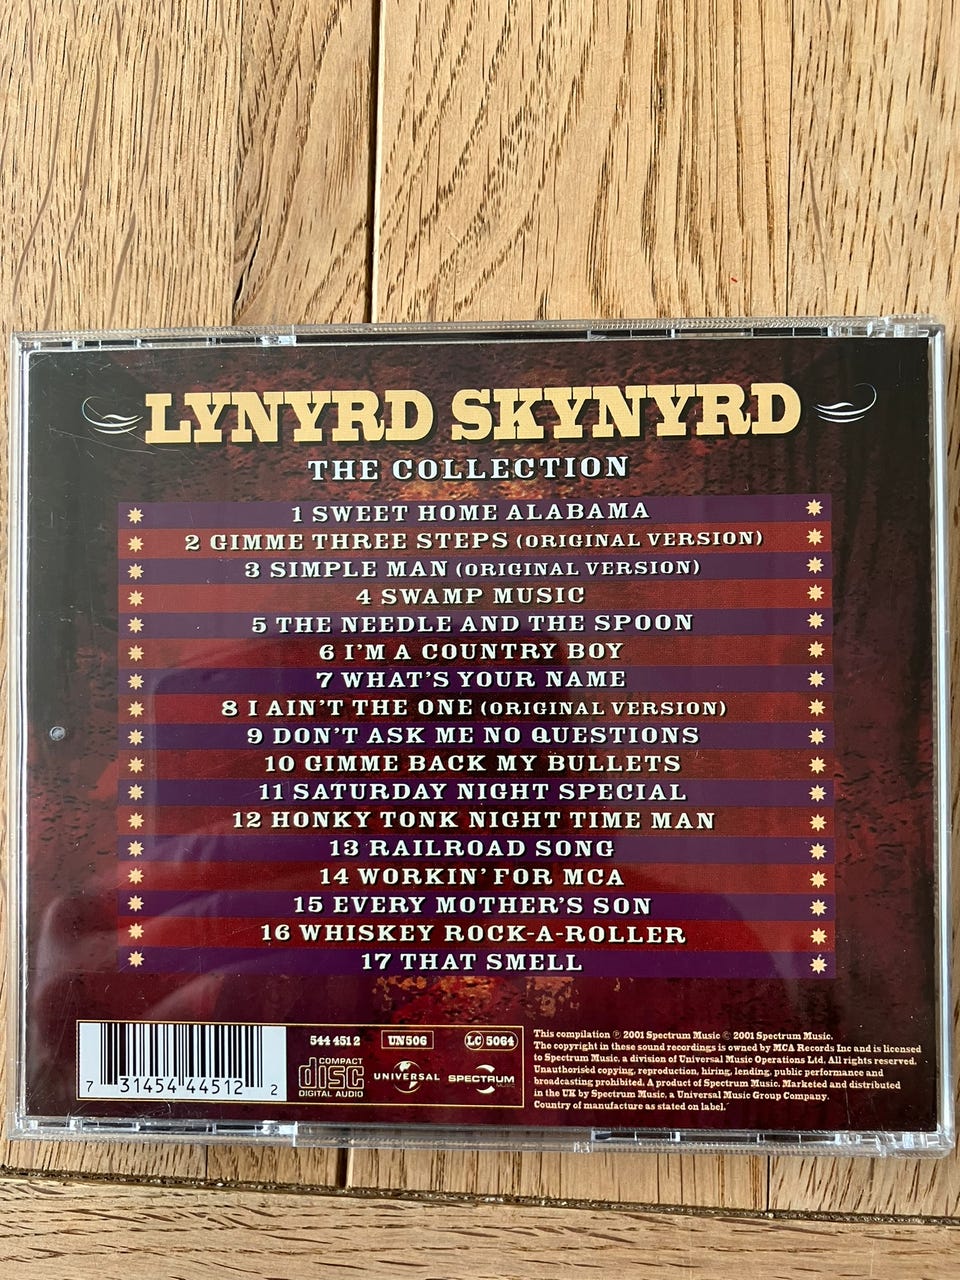 LYNYRD SKYNYRD
THE COLLECTION
1 SWEET HOME ALABAMA
2 GIMME THREE STEPS (ORIGINAL VERSION)
3 SIMPLE MAN (ORIGINAL VERSION)
4 SWAMP MUSIC
5 THE NEEDLE AND THE SPOON
6 I'M A COUNTRY BOY
7 WHAT'S YOUR NAME
8 I AIN'T THE ONE (ORIGINAL VERSION)
9 DON'T ASK ME NO QUESTIONS
10 GIMME BACK MY BULLETS
11 SATURDAY NIGHT SPECIAL
12 HONKY TONK NIGHT TIME MAN
13 RAILROAD SONG
14 WORKIN' FOR MCA
15 EVERY MOTHER'S SON
16 WHISKEY ROCK-A-ROLLER
17 THAT SMELL
7 31454 44512 2
544 451 2 UN 506 LC 5064
COMPACT
disc
DIGITAL AUDIO
UNIVERSAL
SPECTRUM
MUSIC
This compilation ℗ 2001 Spectrum Music © 2001 Spectrum Music.
The copyright in these sound recordings is owned by MCA Records Inc and is licensed
to Spectrum Music, a division of Universal Music Operations Ltd. All rights reserved.
Unauthorised copying, reproduction, hiring, lending, public performance and
broadcasting prohibited. A product of Spectrum Music. Marketed and distributed
in the UK by Spectrum Music, a Universal Music Group Company.
Country of manufacture as stated on label.